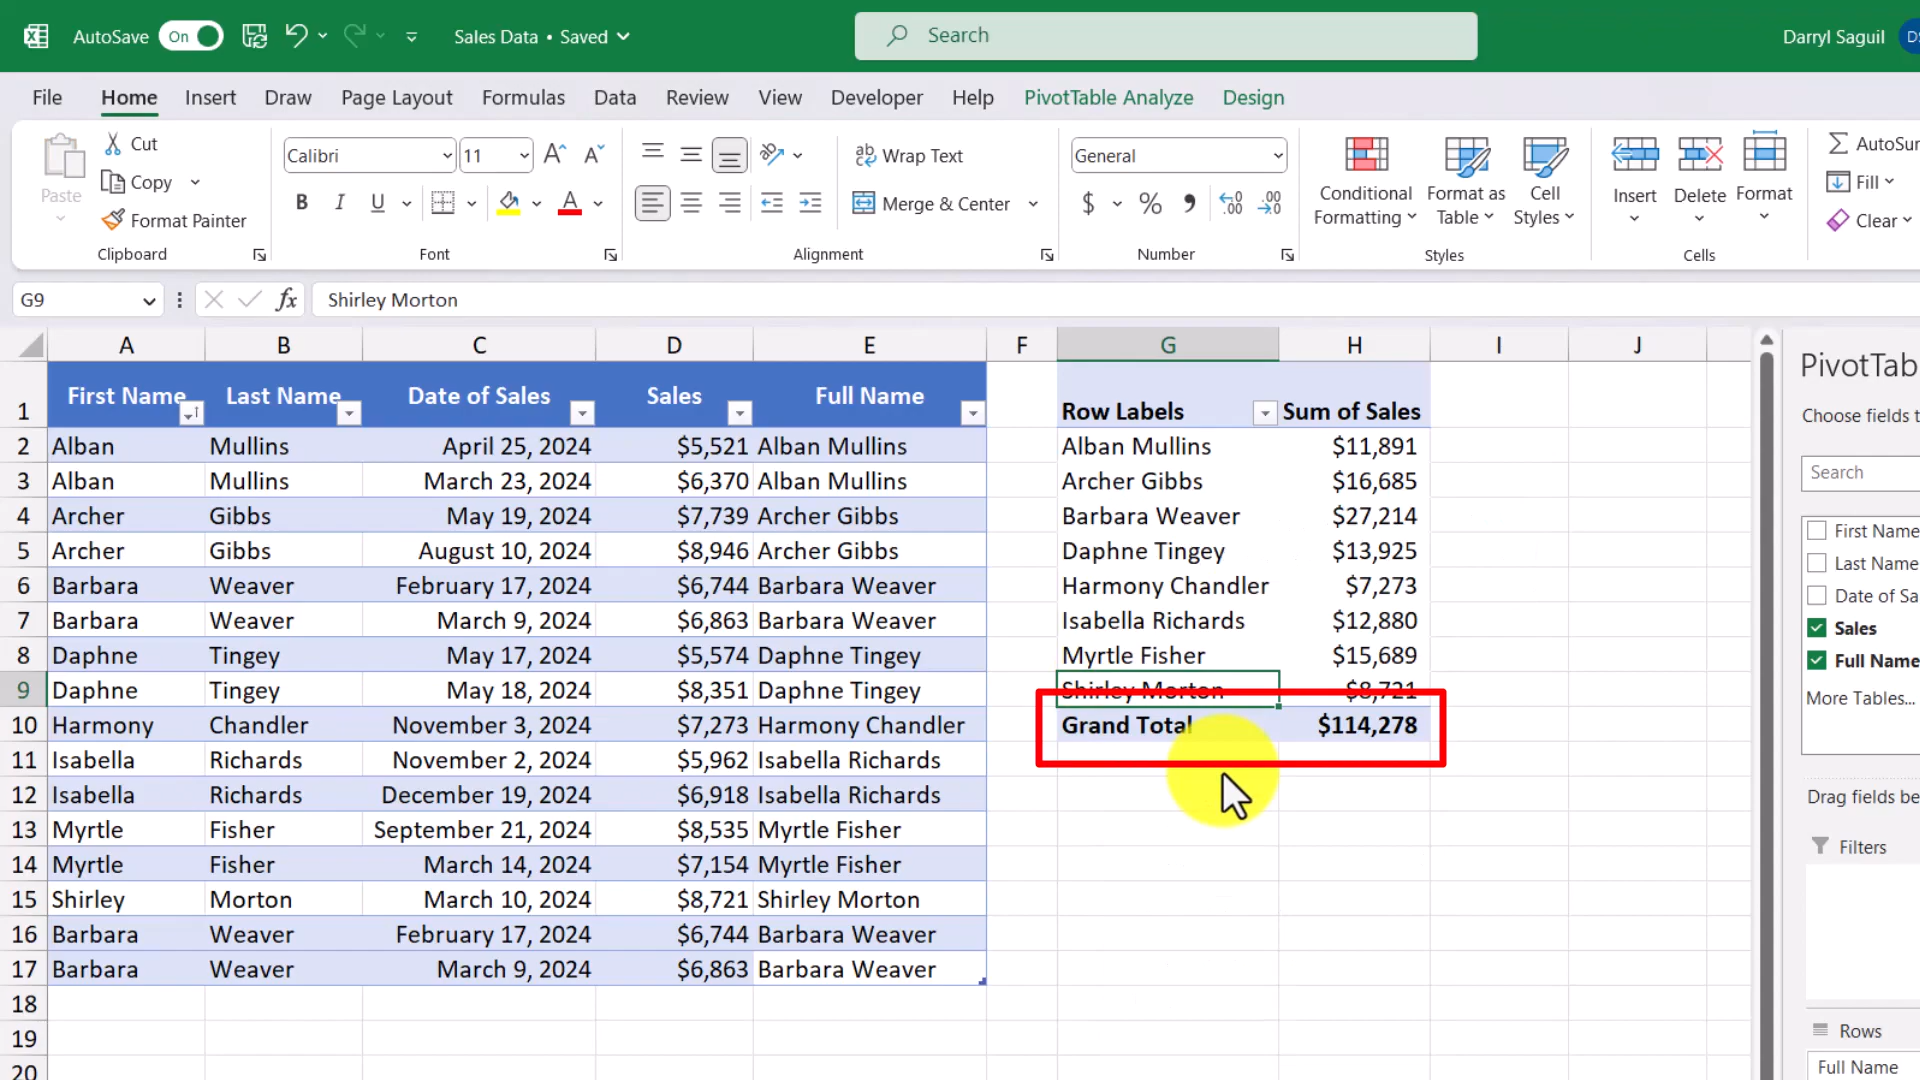 AutoSave On Sales Data • Saved Search Darryl Saguil DS
File Home Insert Draw Page Layout Formulas Data Review View Developer Help PivotTable Analyze Design
Paste Cut Copy Format Painter Clipboard
Calibri 11 B I U Font
Wrap Text Merge & Center Alignment
General $ % Number
Conditional Formatting Format as Table Cell Styles Styles
Insert Delete Format Cells
AutoSum Fill Clear
G9 fx Shirley Morton
A B C D E F G H I J
1 First Name Last Name Date of Sales Sales Full Name Row Labels Sum of Sales
2 Alban Mullins April 25, 2024 $5,521 Alban Mullins Alban Mullins $11,891
3 Alban Mullins March 23, 2024 $6,370 Alban Mullins Archer Gibbs $16,685
4 Archer Gibbs May 19, 2024 $7,739 Archer Gibbs Barbara Weaver $27,214
5 Archer Gibbs August 10, 2024 $8,946 Archer Gibbs Daphne Tingey $13,925
6 Barbara Weaver February 17, 2024 $6,744 Barbara Weaver Harmony Chandler $7,273
7 Barbara Weaver March 9, 2024 $6,863 Barbara Weaver Isabella Richards $12,880
8 Daphne Tingey May 17, 2024 $5,574 Daphne Tingey Myrtle Fisher $15,689
9 Daphne Tingey May 18, 2024 $8,351 Daphne Tingey Shirley Morton $8,721
10 Harmony Chandler November 3, 2024 $7,273 Harmony Chandler Grand Total $114,278
11 Isabella Richards November 2, 2024 $5,962 Isabella Richards
12 Isabella Richards December 19, 2024 $6,918 Isabella Richards
13 Myrtle Fisher September 21, 2024 $8,535 Myrtle Fisher
14 Myrtle Fisher March 14, 2024 $7,154 Myrtle Fisher
15 Shirley Morton March 10, 2024 $8,721 Shirley Morton
16 Barbara Weaver February 17, 2024 $6,744 Barbara Weaver
17 Barbara Weaver March 9, 2024 $6,863 Barbara Weaver
18
19
20
PivotTab
Choose fields t
Search
First Name
Last Name
Date of Sa
Sales
Full Name
More Tables...
Drag fields be
Filters
Rows
Full Name